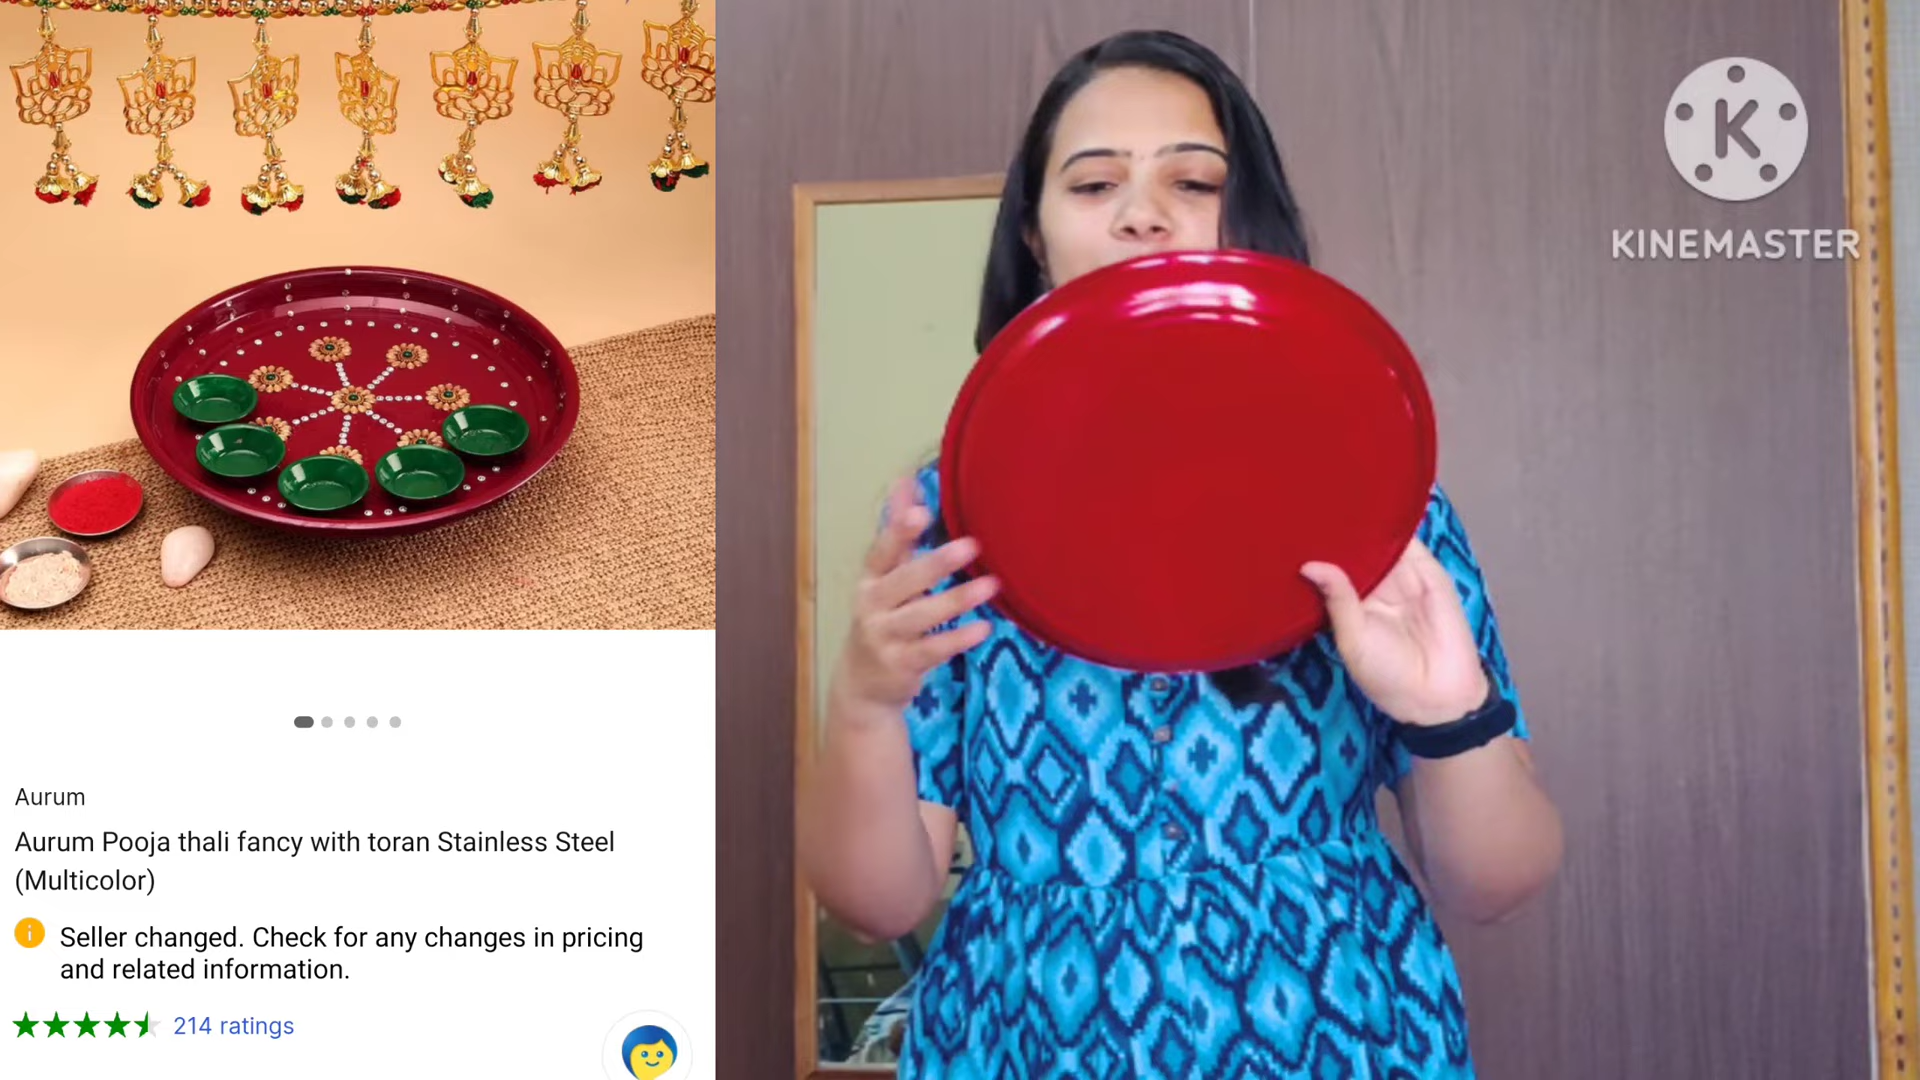 Aurum
Aurum Pooja thali fancy with toran Stainless Steel
(Multicolor)
Seller changed. Check for any changes in pricing
and related information.
214 ratings
K
KINEMASTER